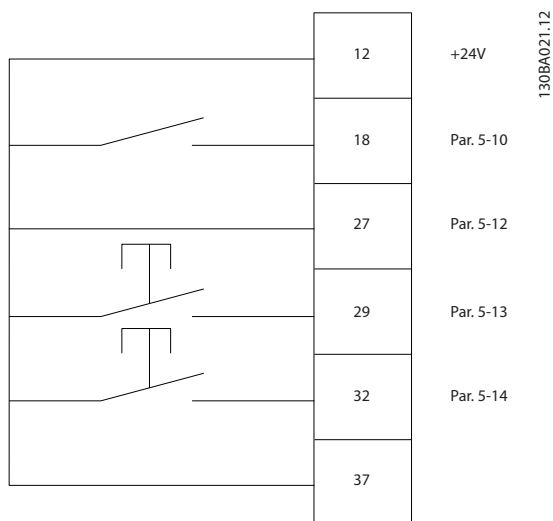 130BA021.12
12 +24V
18 Par. 5-10
27 Par. 5-12
29 Par. 5-13
32 Par. 5-14
37